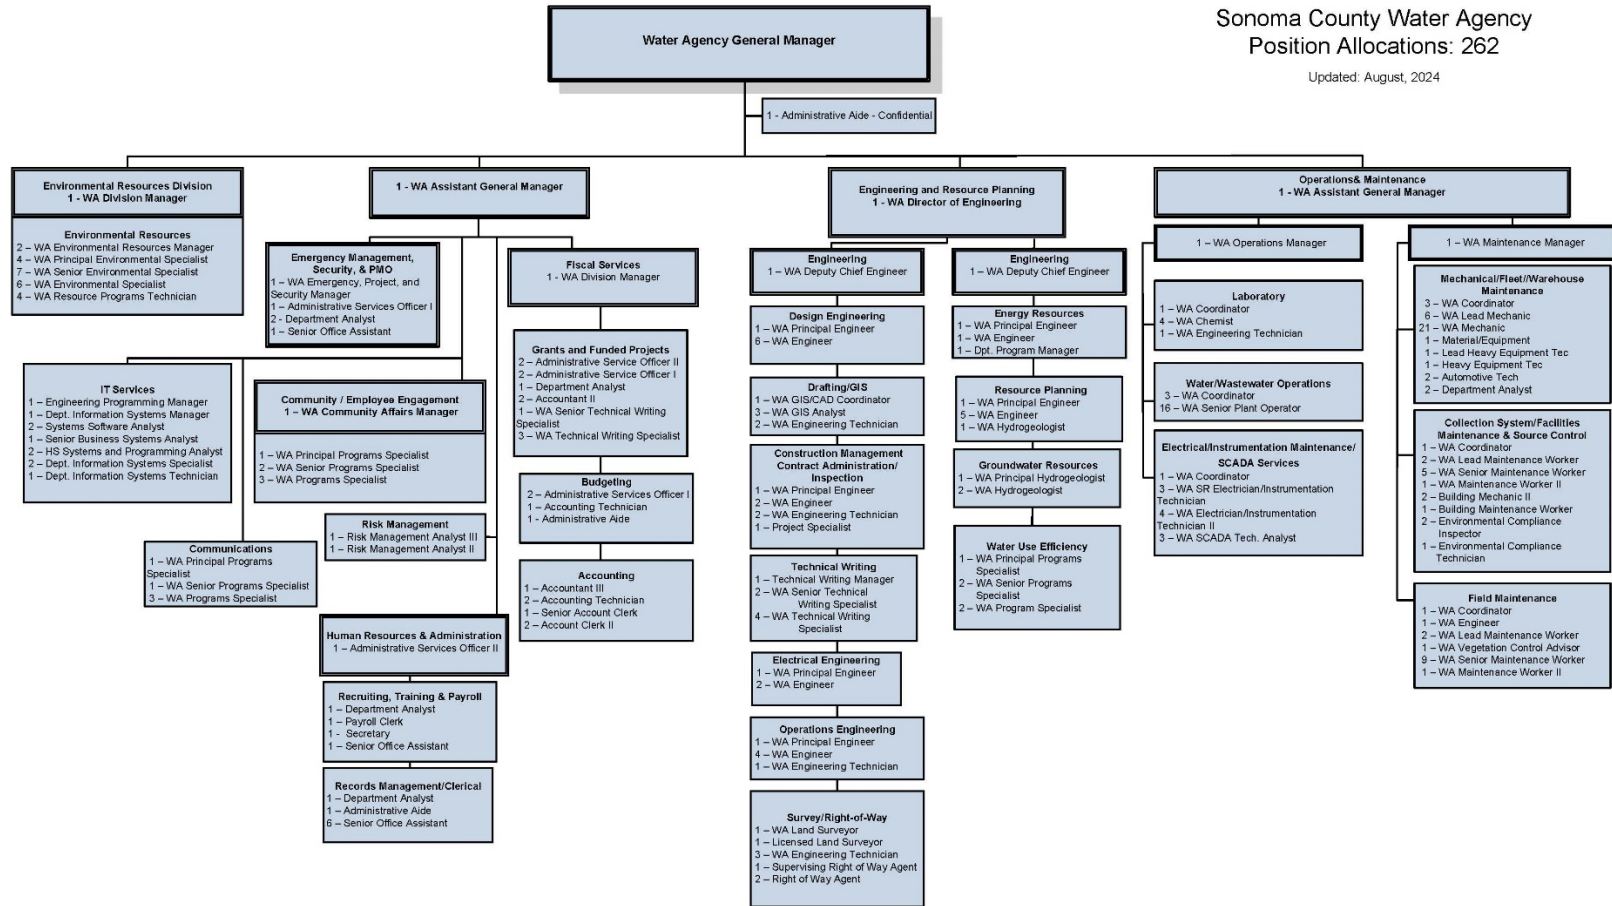 Sonoma County Water Agency
Position Allocations: 262
Updated: August, 2024
Water Agency General Manager
1 - Administrative Aide - Confidential
Environmental Resources Division
1 - WA Division Manager
Environmental Resources
2 – WA Environmental Resources Manager
4 – WA Principal Environmental Specialist
7 – WA Senior Environmental Specialist
6 – WA Environmental Specialist
4 – WA Resource Programs Technician
1 - WA Assistant General Manager
Emergency Management,
Security, & PMO
1 – WA Emergency, Project, and
Security Manager
1 – Administrative Services Officer I
2 - Department Analyst
1 – Senior Office Assistant
IT Services
1 – Engineering Programming Manager
1 – Dept. Information Systems Manager
2 – Systems Software Analyst
1 – Senior Business Systems Analyst
2 – HS Systems and Programming Analyst
2 – Dept. Information Systems Specialist
1 – Dept. Information Systems Technician
Community / Employee Engagement
1 – WA Community Affairs Manager
1 – WA Principal Programs Specialist
2 – WA Senior Programs Specialist
3 – WA Programs Specialist
Communications
1 – WA Principal Programs
Specialist
1 – WA Senior Programs Specialist
3 – WA Programs Specialist
Risk Management
1 – Risk Management Analyst III
1 – Risk Management Analyst II
Human Resources & Administration
1 – Administrative Services Officer II
Recruiting, Training & Payroll
1 – Department Analyst
1 – Payroll Clerk
1 - Secretary
1 – Senior Office Assistant
Records Management/Clerical
1 – Department Analyst
1 – Administrative Aide
6 – Senior Office Assistant
Fiscal Services
1 - WA Division Manager
Grants and Funded Projects
2 – Administrative Service Officer II
2 – Administrative Service Officer I
1 – Department Analyst
2 – Accountant II
1 – WA Senior Technical Writing
Specialist
3 – WA Technical Writing Specialist
Budgeting
2 – Administrative Services Officer I
1 – Accounting Technician
1 - Administrative Aide
Accounting
1 – Accountant III
2 – Accounting Technician
1 – Senior Account Clerk
2 – Account Clerk II
Engineering and Resource Planning
1 - WA Director of Engineering
Engineering
1 – WA Deputy Chief Engineer
Design Engineering
1 – WA Principal Engineer
6 – WA Engineer
Drafting/GIS
1 – WA GIS/CAD Coordinator
3 – WA GIS Analyst
2 – WA Engineering Technician
Construction Management
Contract Administration/
Inspection
1 – WA Principal Engineer
2 – WA Engineer
2 – WA Engineering Technician
1 – Project Specialist
Technical Writing
1 – Technical Writing Manager
2 – WA Senior Technical
Writing Specialist
4 – WA Technical Writing
Specialist
Electrical Engineering
1 – WA Principal Engineer
2 – WA Engineer
Operations Engineering
1 – WA Principal Engineer
4 – WA Engineer
1 – WA Engineering Technician
Survey/Right-of-Way
1 – WA Land Surveyor
1 – Licensed Land Surveyor
3 – WA Engineering Technician
1 – Supervising Right of Way Agent
2 – Right of Way Agent
Engineering
1 – WA Deputy Chief Engineer
Energy Resources
1 – WA Principal Engineer
1 – WA Engineer
1 – Dpt. Program Manager
Resource Planning
1 – WA Principal Engineer
5 – WA Engineer
1 – WA Hydrogeologist
Groundwater Resources
1 – WA Principal Hydrogeologist
2 – WA Hydrogeologist
Water Use Efficiency
1 – WA Principal Programs
Specialist
2 – WA Senior Programs
Specialist
2 – WA Program Specialist
Operations& Maintenance
1 - WA Assistant General Manager
1 – WA Operations Manager
Laboratory
1 – WA Coordinator
4 – WA Chemist
1 – WA Engineering Technician
Water/Wastewater Operations
3 – WA Coordinator
16 – WA Senior Plant Operator
Electrical/Instrumentation Maintenance/
SCADA Services
1 – WA Coordinator
3 – WA SR Electrician/Instrumentation
Technician
4 – WA Electrician/Instrumentation
Technician II
3 – WA SCADA Tech. Analyst
1 – WA Maintenance Manager
Mechanical/Fleet//Warehouse
Maintenance
3 – WA Coordinator
6 – WA Lead Mechanic
21 – WA Mechanic
1 – Material/Equipment
1 – Lead Heavy Equipment Tec
1 – Heavy Equipment Tec
2 – Automotive Tech
2 – Department Analyst
Collection System/Facilities
Maintenance & Source Control
1 – WA Coordinator
2 – WA Lead Maintenance Worker
5 – WA Senior Maintenance Worker
1 – WA Maintenance Worker II
2 – Building Mechanic II
1 – Building Maintenance Worker
2 – Environmental Compliance
Inspector
1 – Environmental Compliance
Technician
Field Maintenance
1 – WA Coordinator
1 – WA Engineer
2 – WA Lead Maintenance Worker
1 – WA Vegetation Control Advisor
9 – WA Senior Maintenance Worker
1 – WA Maintenance Worker II